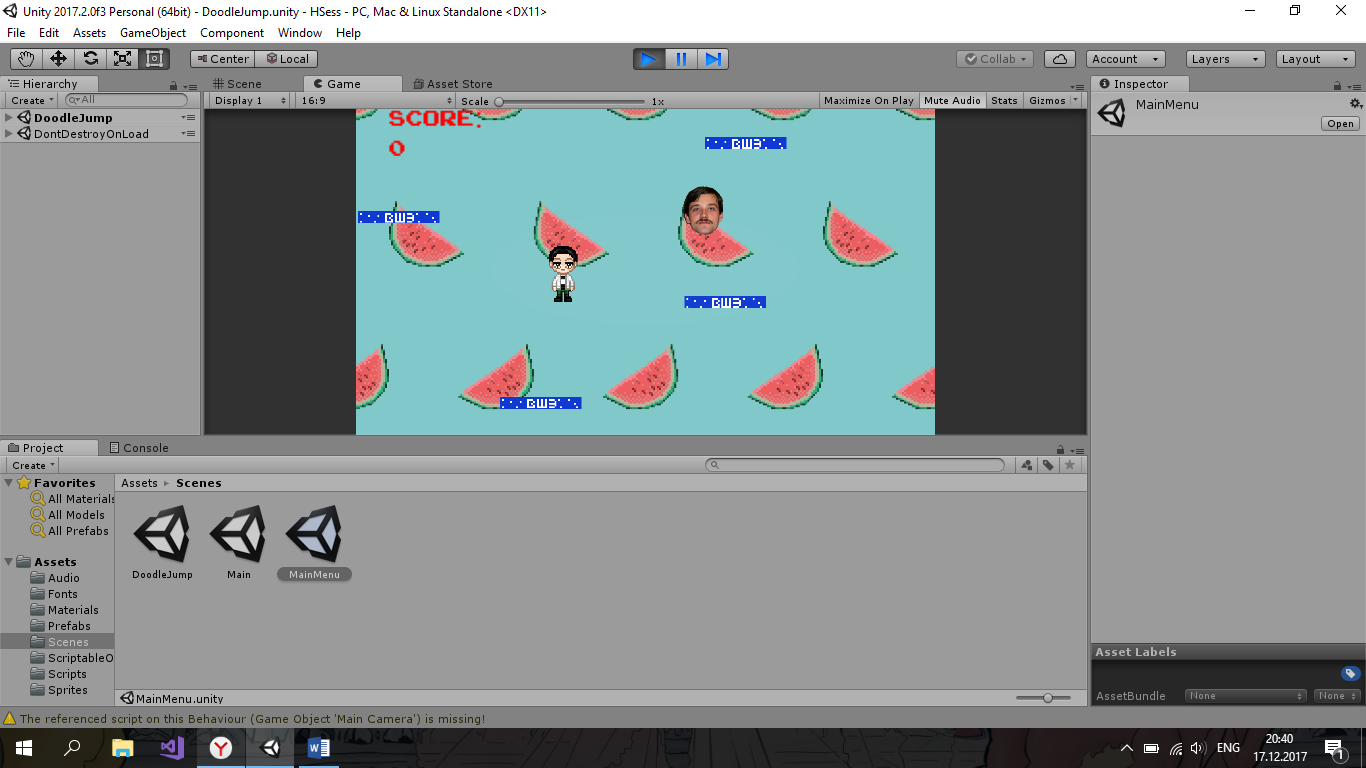 Unity 2017.2.0f3 Personal (64bit) - DoodleJump.unity - HSess - PC, Mac & Linux Standalone <DX11>
File Edit Assets GameObject Component Window Help
Center Local Collab Account Layers Layout
Hierarchy Scene Game Asset Store Inspector
Create All Display 1 16:9 Scale 1x Maximize On Play Mute Audio Stats Gizmos MainMenu
DoodleJump
DontDestroyOnLoad
Open
SCORE:
0
Project Console
Create
Favorites
All Materials
All Models
All Prefabs
Assets
Audio
Fonts
Materials
Prefabs
Scenes
ScriptableO
Scripts
Sprites
Assets Scenes
DoodleJump Main MainMenu
MainMenu.unity
Asset Labels
AssetBundle None None
The referenced script on this Behaviour (Game Object 'Main Camera') is missing!
ENG
20:40
17.12.2017
1